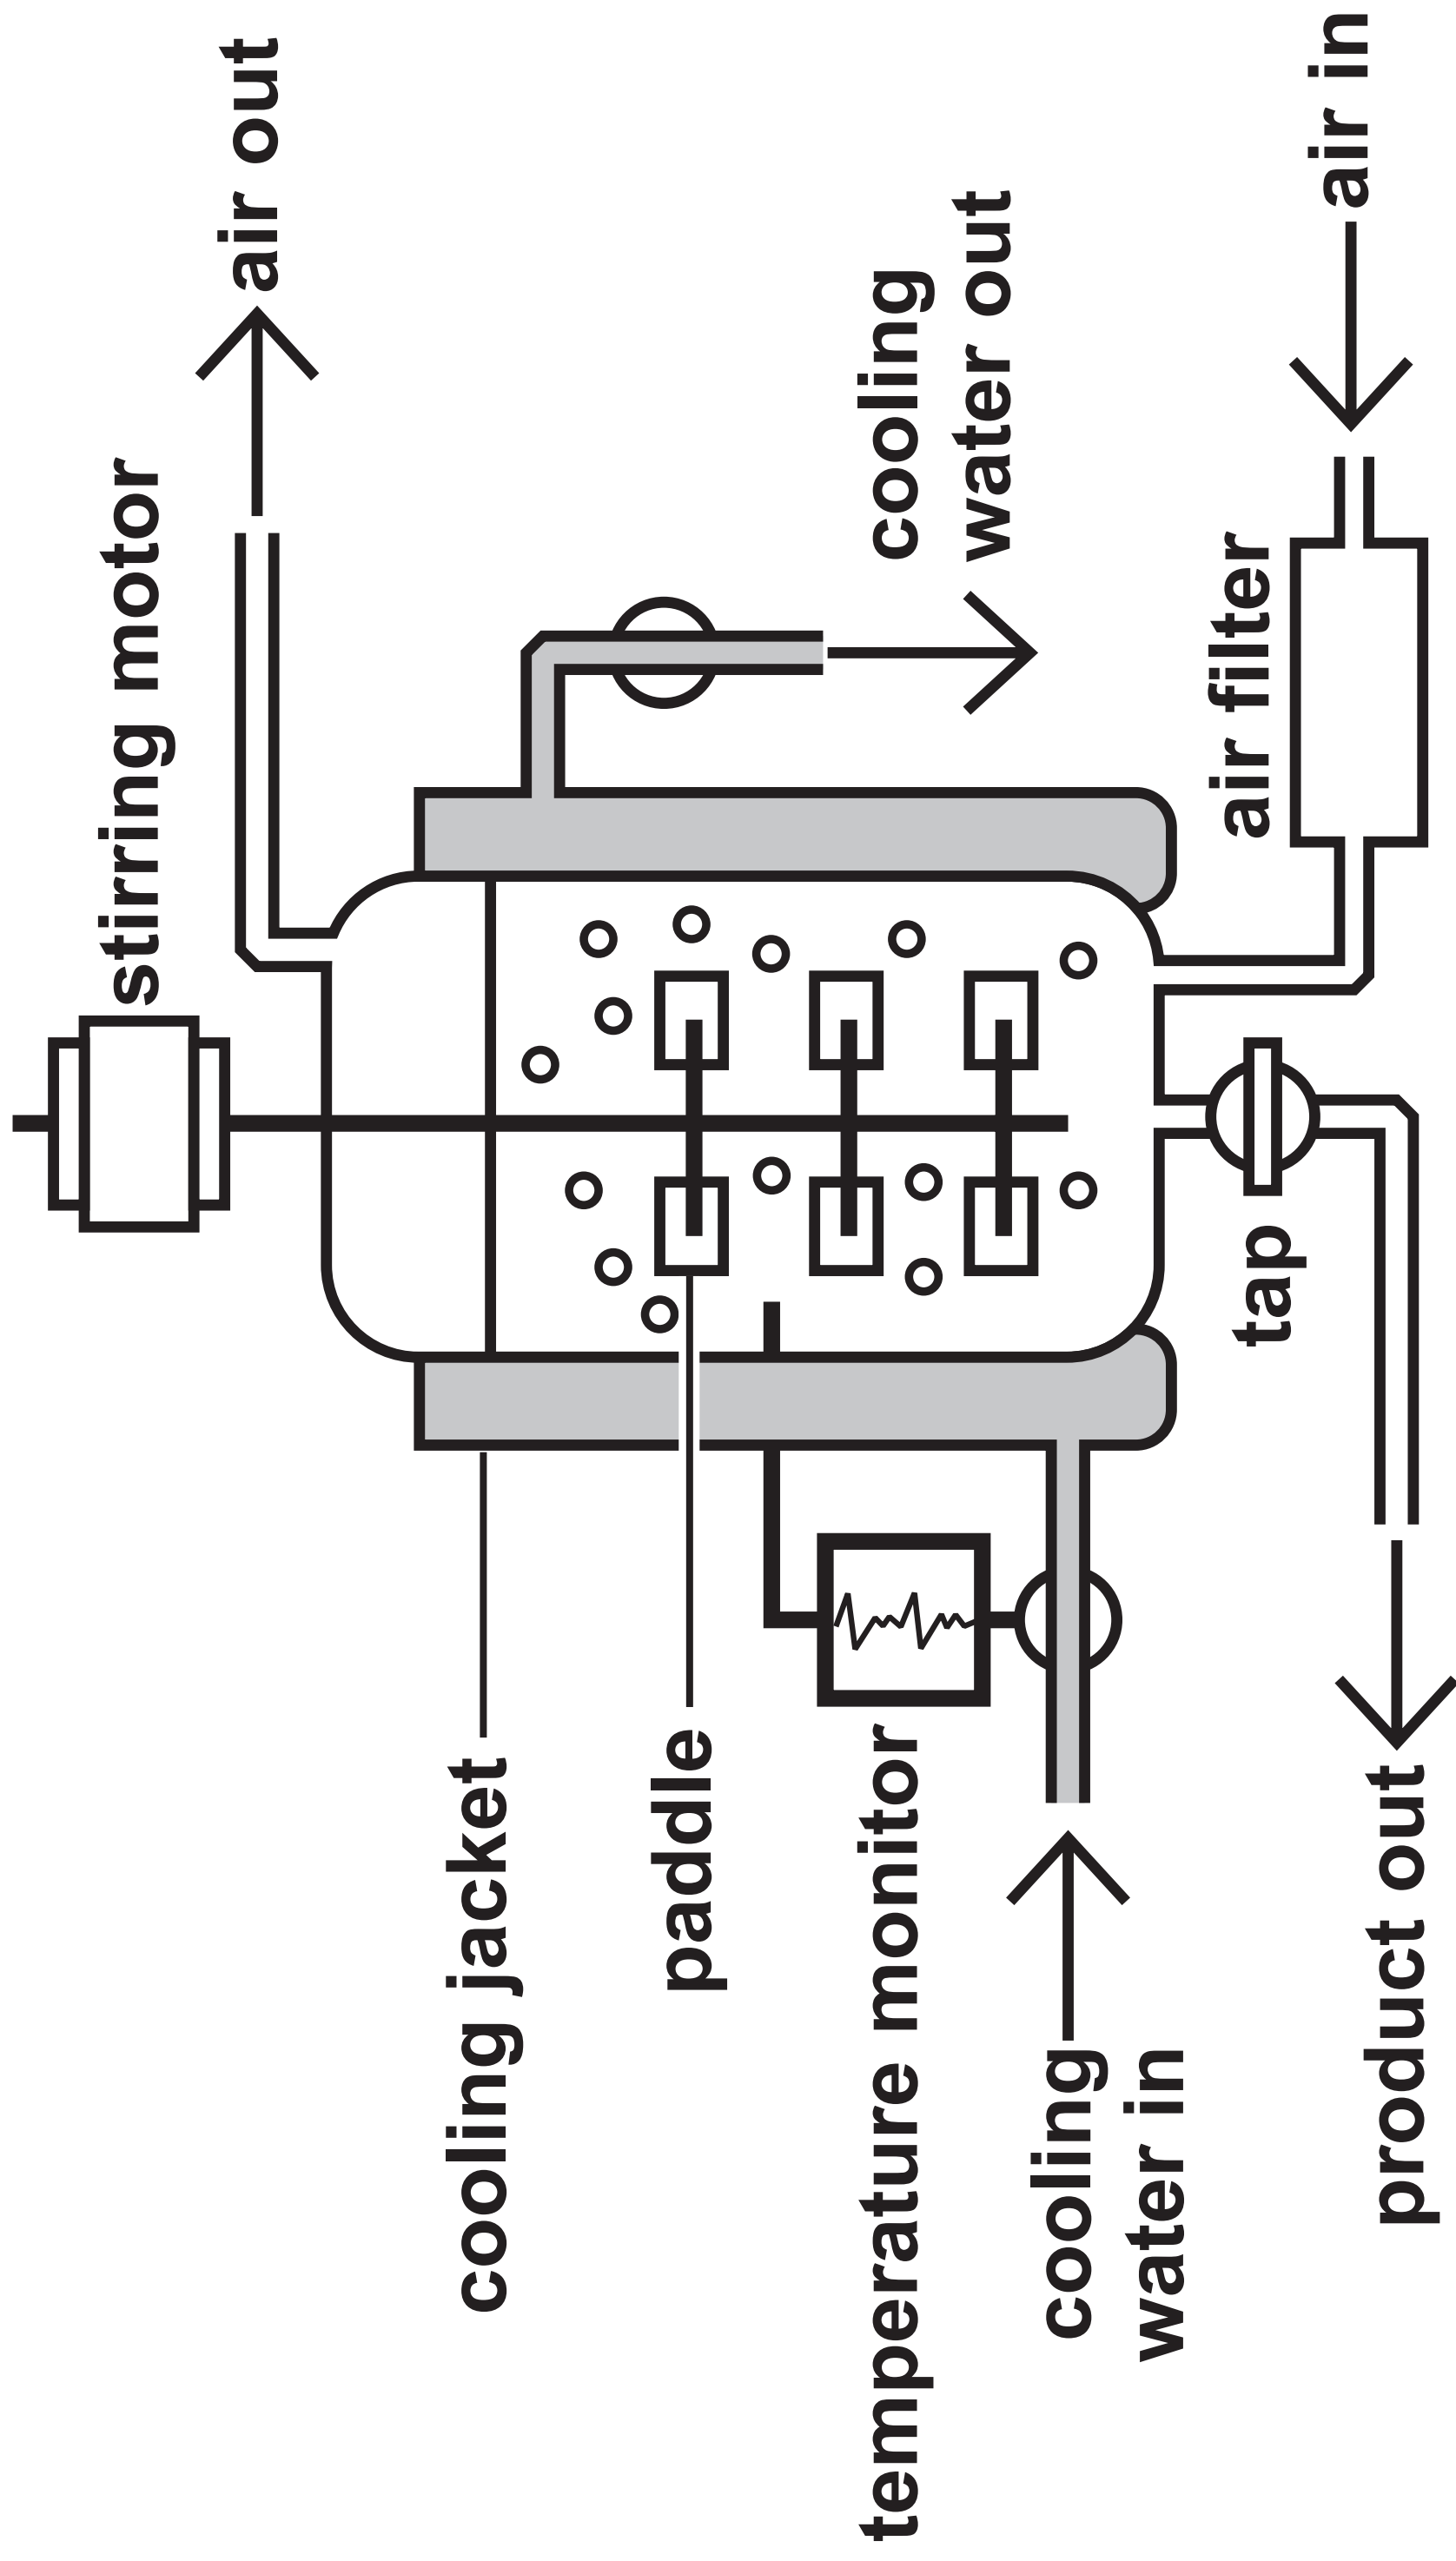 stirring motor
air out
cooling jacket
paddle
temperature monitor
cooling
water out
cooling
water in
air filter
tap
air in
product out